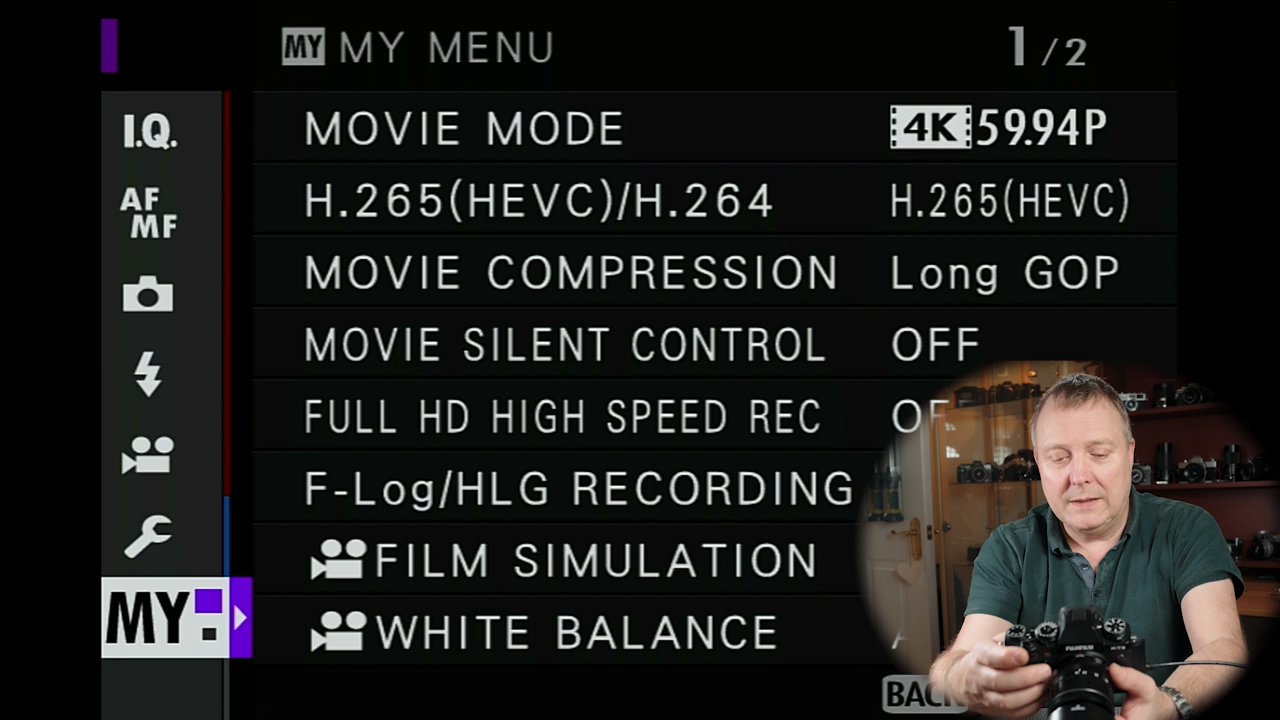 MY MY MENU 1/2
I.Q.
AF
MF
MOVIE MODE 4K 59.94P
H.265(HEVC)/H.264 H.265(HEVC)
MOVIE COMPRESSION Long GOP
MOVIE SILENT CONTROL OFF
FULL HD HIGH SPEED REC
F-Log/HLG RECORDING
FILM SIMULATION
WHITE BALANCE
MY
BACK
FUJIFILM